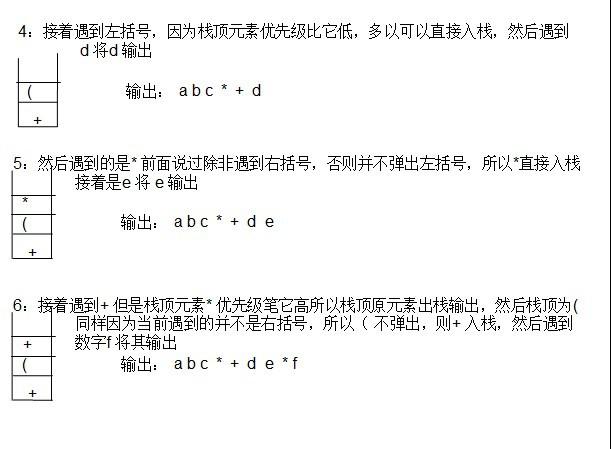 4：接着遇到左括号，因为栈顶元素优先级比它低，多以可以直接入栈，然后遇到
d 将d 输出
(
+
输出： a b c * + d
5：然后遇到的是* 前面说过除非遇到右括号，否则并不弹出左括号，所以*直接入栈
接着是e 将 e 输出
*
(
+
输出： a b c * + d e
6：接着遇到+ 但是栈顶元素* 优先级笔它高所以栈顶原元素出栈输出，然后栈顶为(
同样因为当前遇到的并不是右括号，所以（ 不弹出，则+ 入栈，然后遇到
数字f 将其输出
+
(
+
输出： a b c * + d e *f